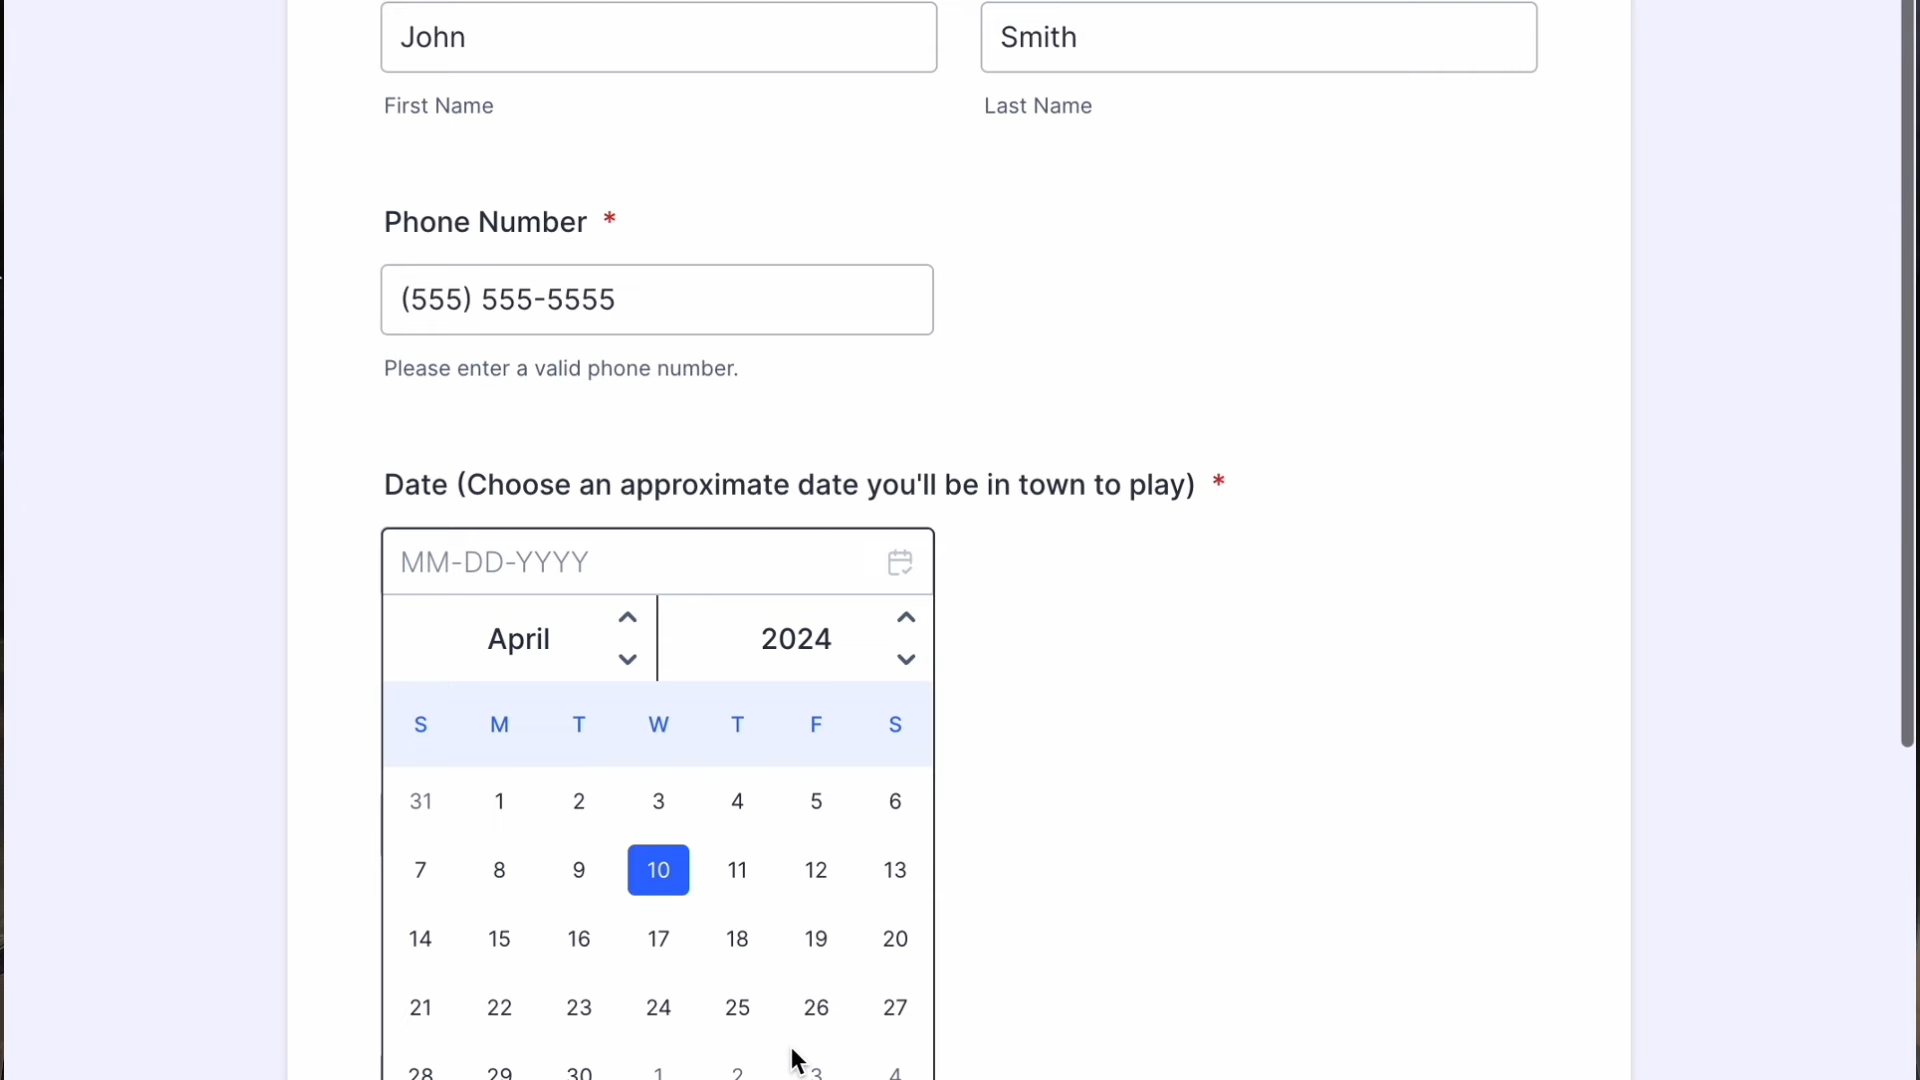 John Smith
First Name Last Name
Phone Number *
(555) 555-5555
Please enter a valid phone number.
Date (Choose an approximate date you'll be in town to play) *
MM-DD-YYYY
April 2024
S M T W T F S
31 1 2 3 4 5 6
7 8 9 10 11 12 13
14 15 16 17 18 19 20
21 22 23 24 25 26 27
28 29 30 1 2 3 4